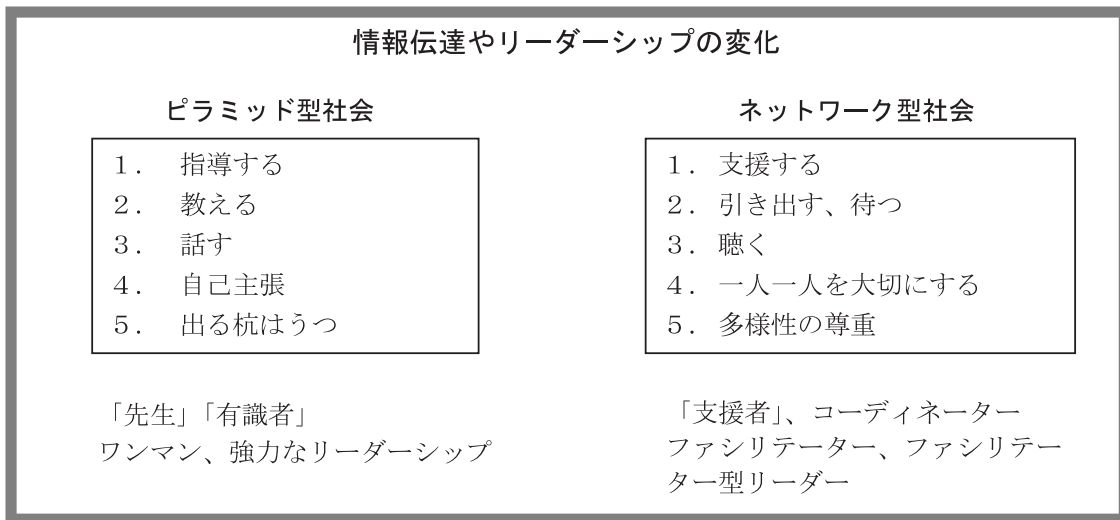 情報伝達やリーダーシップの変化
ピラミッド型社会
1. 指導する
2. 教える
3. 話す
4. 自己主張
5. 出る杭はうつ
「先生」「有識者」
ワンマン、強力なリーダーシップ
ネットワーク型社会
1. 支援する
2. 引き出す、待つ
3. 聴く
4. 一人一人を大切にする
5. 多様性の尊重
「支援者」、コーディネーター
ファシリテーター、ファシリテー
ター型リーダー